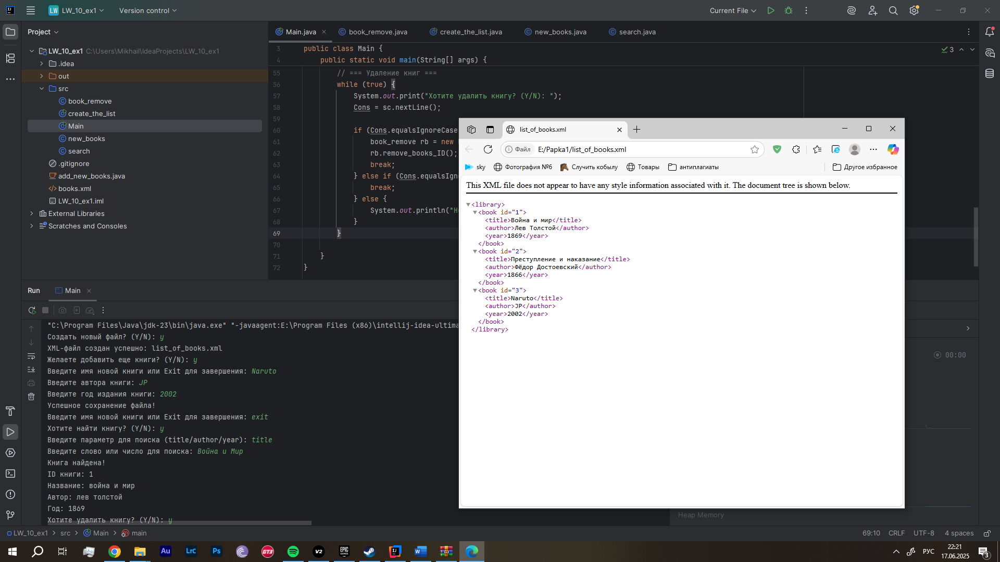 LW LW_10_ex1
Version control
Current File
Project
LW_10_ex1 C:\Users\Mikhail\IdeaProjects\LW_10_ex1
.idea
out
src
book_remove
create_the_list
Main
new_books
search
.gitignore
add_new_books.java
books.xml
LW_10_ex1.iml
External Libraries
Scratches and Consoles
Main.java
book_remove.java
create_the_list.java
new_books.java
search.java
3
3 public class Main {
4 public static void main(String[] args) {
55 // === Удаление книг ===
56 while (true) {
57 System.out.print("Хотите удалить книгу? (Y/N): ");
58 Cons = sc.nextLine();
59
60 if (Cons.equalsIgnoreCase
61 book_remove rb = new
62 rb.remove_books_ID();
63 break;
64 } else if (Cons.equalsIgn
65 break;
66 } else {
67 System.out.println("Н
68 }
69 }
70
71 }
72 }
list_of_books.xml
Файл E:/Papka1/list_of_books.xml
sky
Фотография №6
Случить кобылу
Товары
антиплагиаты
Другое избранное
This XML file does not appear to have any style information associated with it. The document tree is shown below.
<library>
<book id="1">
<title>Война и мир</title>
<author>Лев Толстой</author>
<year>1869</year>
</book>
<book id="2">
<title>Преступление и наказание</title>
<author>Фёдор Достоевский</author>
<year>1866</year>
</book>
<book id="3">
<title>Naruto</title>
<author>JP</author>
<year>2002</year>
</book>
</library>
Run
Main
"C:\Program Files\Java\jdk-23\bin\java.exe" "-javaagent:E:\Program Files (x86)\intellij-idea-ultima
Создать новый файл? (Y/N): y
XML-файл создан успешно: list_of_books.xml
Желаете добавить еще книги? (Y/N): y
Введите имя новой книги или Exit для завершения: Naruto
Введите автора книги: JP
Введите год издания книги: 2002
Успешное сохранение файла!
Введите имя новой книги или Exit для завершения: exit
Хотите найти книгу? (Y/N): y
Введите параметр для поиска (title/author/year): title
Введите слово или число для поиска: Война и Мир
Книга найдена!
ID книги: 1
Название: война и мир
Автор: лев толстой
Год: 1869
Хотите удалить книгу? (Y/N): y
00:00
Heap Memory
LW_10_ex1 > src > Main > main
69:10
CRLF
UTF-8
4 spaces
Au
LrC
Ps
GT3
V2
EPIC GAMES
IJ
W
РУС
22:21
17.06.2025
3